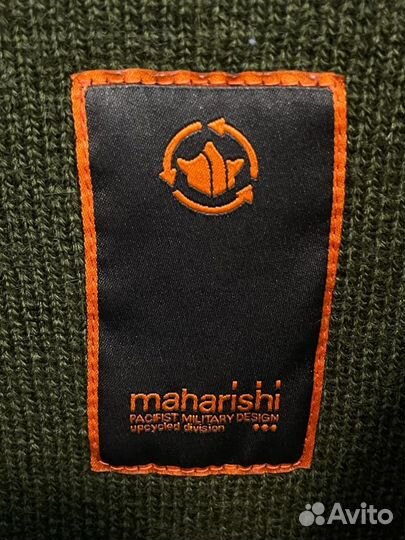 maharishi
PACIFIST MILITARY DESIGN
upcycled division
Avito